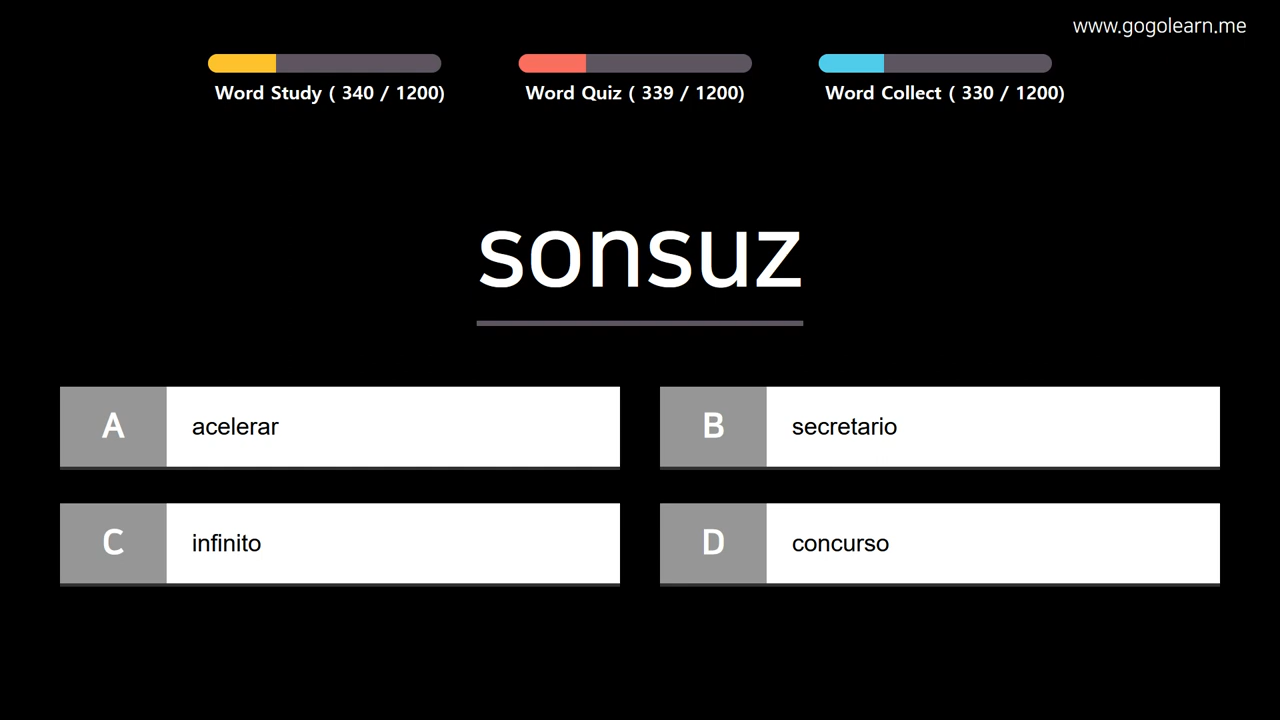 www.gogolearn.me
Word Study ( 340 / 1200)
Word Quiz ( 339 / 1200)
Word Collect ( 330 / 1200)
sonsuz
A acelerar
B secretario
C infinito
D concurso